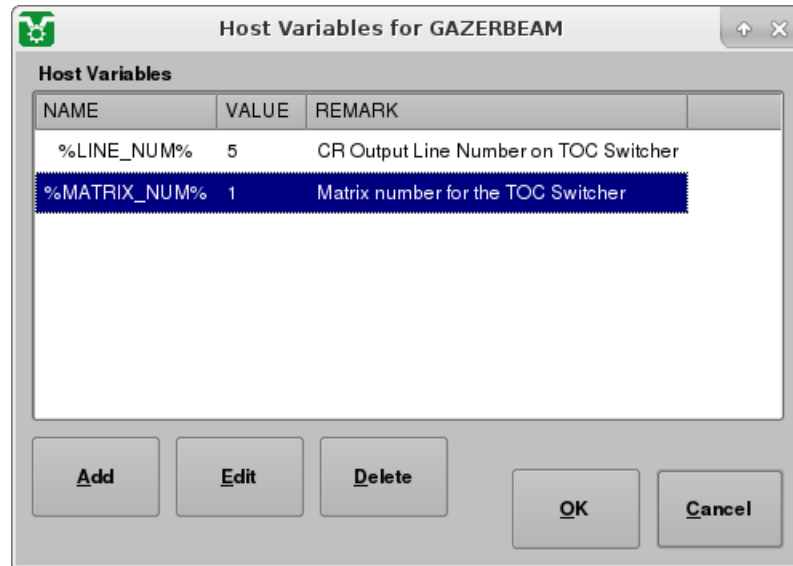 Host Variables for GAZERBEAM
Host Variables
NAME VALUE REMARK
%LINE_NUM% 5 CR Output Line Number on TOC Switcher
%MATRIX_NUM% 1 Matrix number for the TOC Switcher
Add Edit Delete
OK Cancel